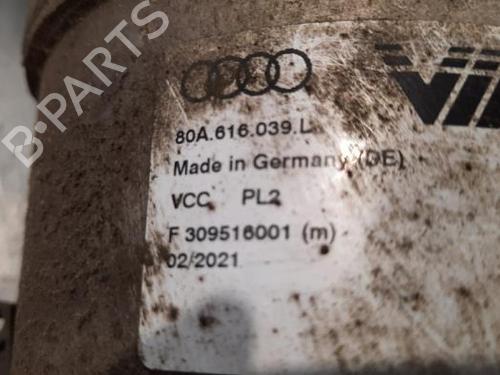 80A.616.039.L
Made in Germany (DE)
VCC PL2
F 309516001 (m)
02/2021
B-PARTS